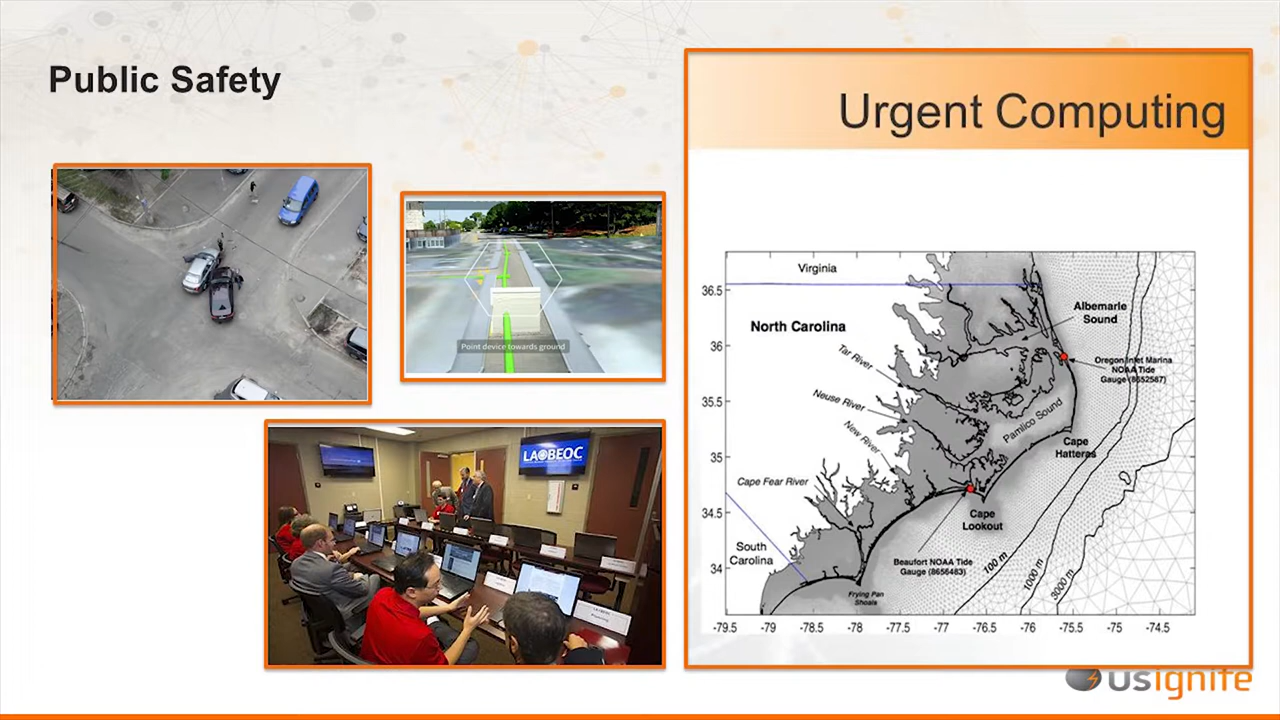 Public Safety
Urgent Computing
Point device towards ground
LA BEOC
Virginia
36.5
Albemarle
Sound
North Carolina
36
Tar River
Oregon Inlet Marina
NOAA Tide
Gauge (8652587)
35.5
Neuse River
Pamlico Sound
New River
35
Cape
Hatteras
Cape Fear River
34.5
Cape
Lookout
South
Carolina
34
Beaufort NOAA Tide
Gauge (8656483)
100 m
1000 m
3000 m
Frying Pan
Shoals
-79.5 -79 -78.5 -78 -77.5 -77 -76.5 -76 -75.5 -75 -74.5
usignite